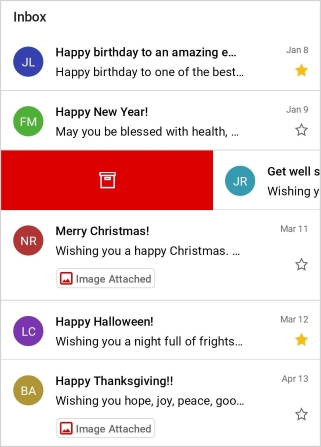 Inbox
JL
Happy birthday to an amazing e…
Jan 8
Happy birthday to one of the best…
FM
Happy New Year!
Jan 9
May you be blessed with health, …
JR
Get well s
Wishing y
NR
Merry Christmas!
Mar 11
Wishing you a happy Christmas. …
Image Attached
LC
Happy Halloween!
Mar 12
Wishing you a night full of frights…
BA
Happy Thanksgiving!!
Apr 13
Wishing you hope, joy, peace, goo…
Image Attached